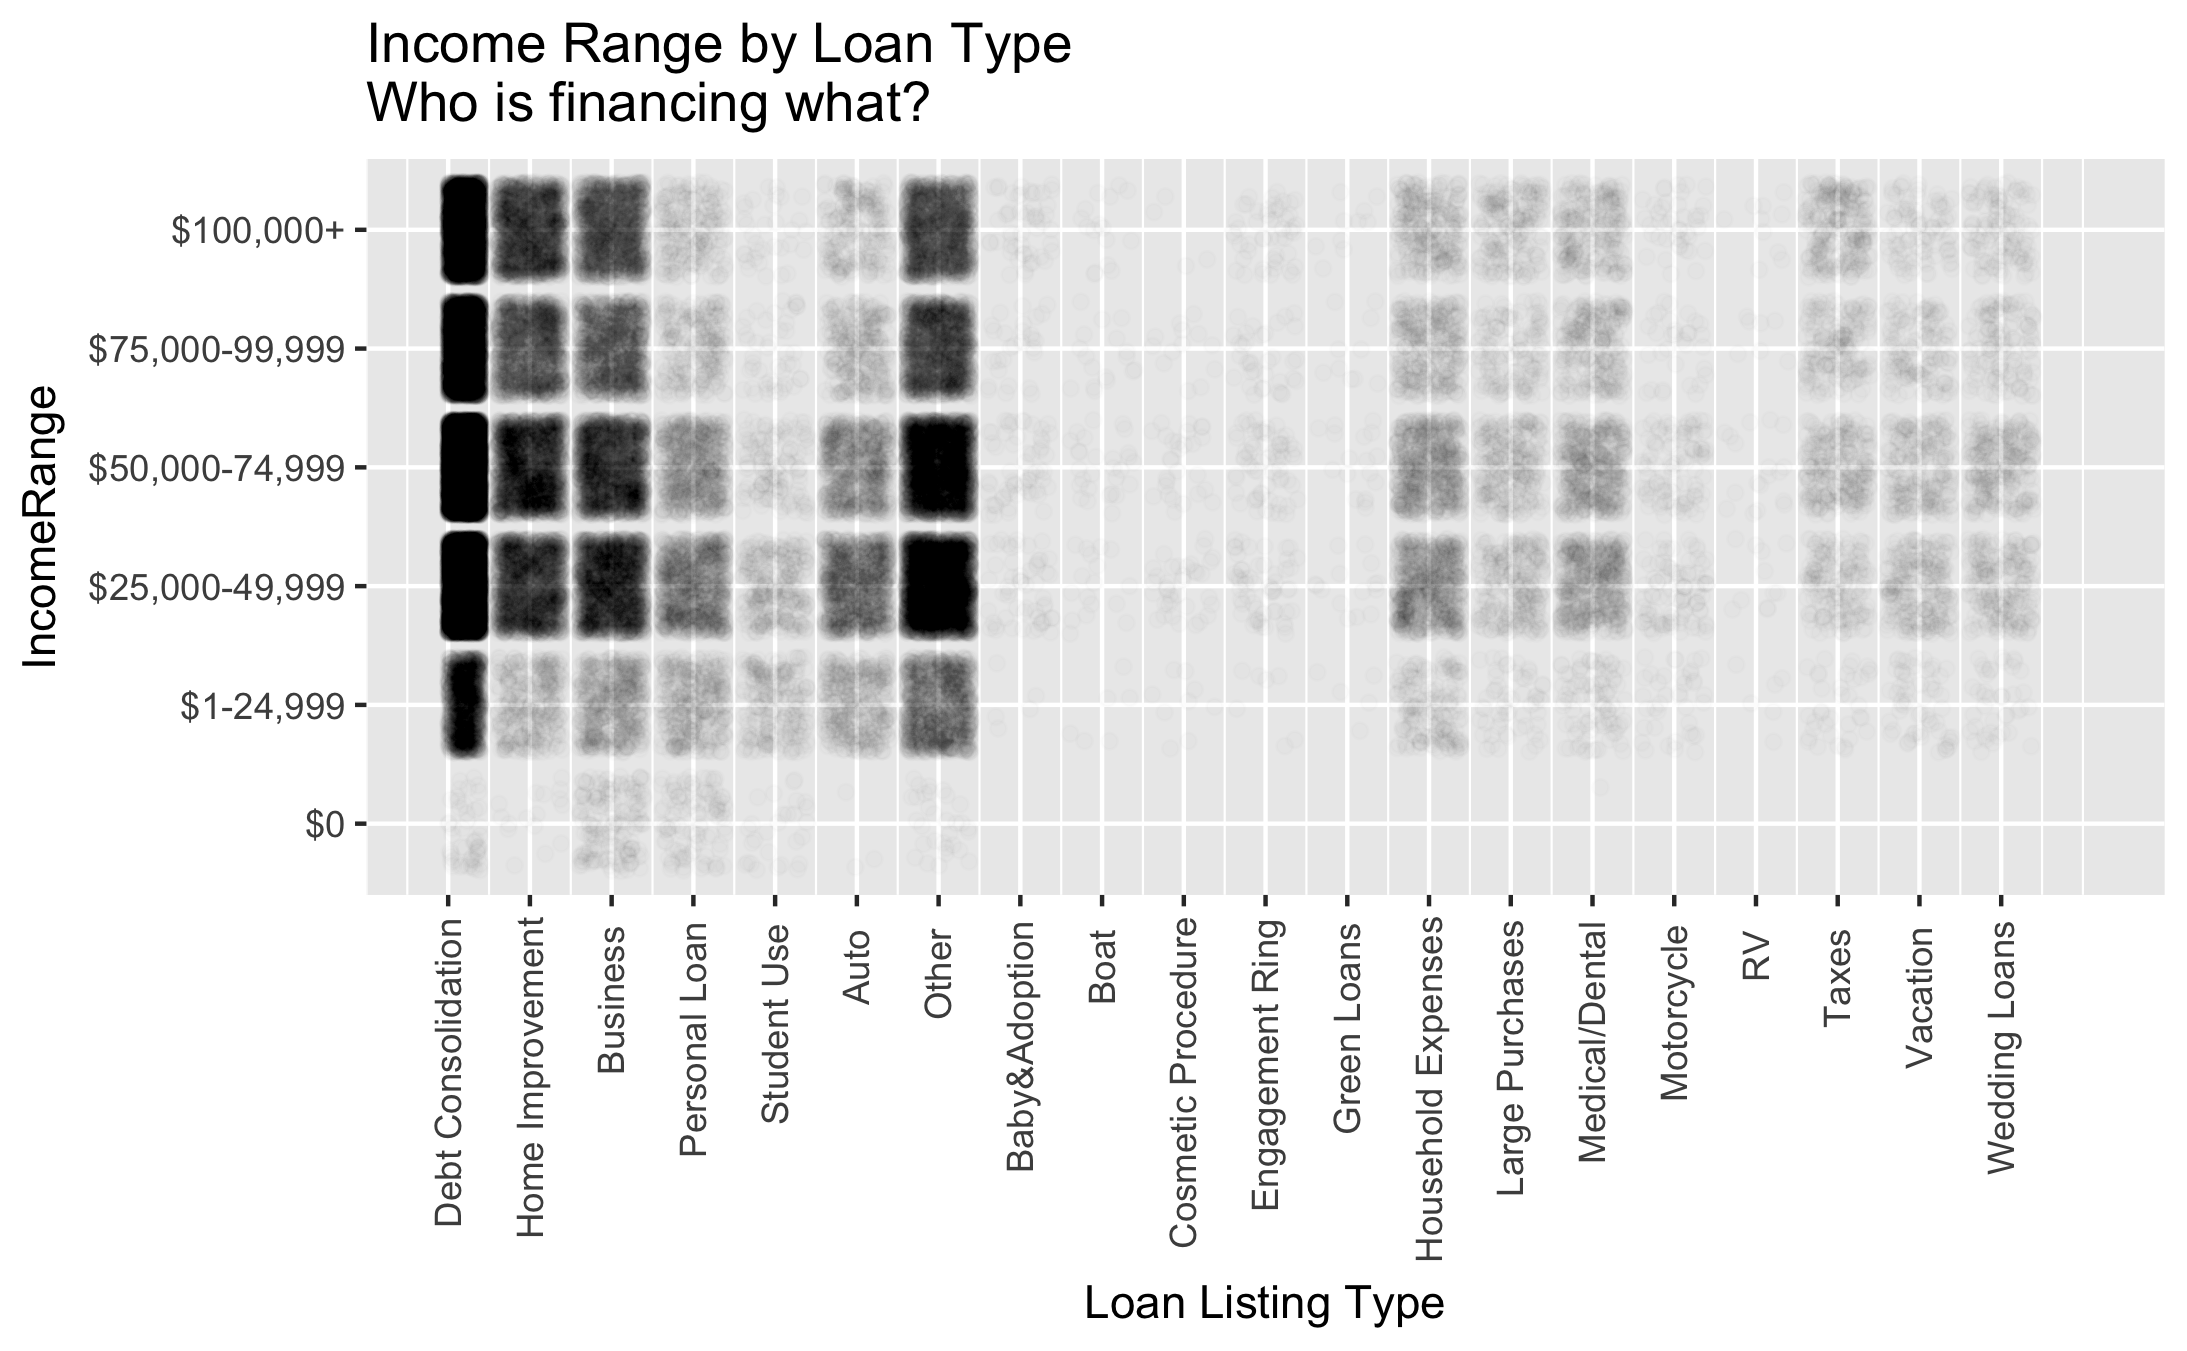 Income Range by Loan Type
Who is financing what?
IncomeRange
$100,000+
$75,000-99,999
$50,000-74,999
$25,000-49,999
$1-24,999
$0
Debt Consolidation
Home Improvement
Business
Personal Loan
Student Use
Auto
Other
Baby&Adoption
Boat
Cosmetic Procedure
Engagement Ring
Green Loans
Household Expenses
Large Purchases
Medical/Dental
Motorcycle
RV
Taxes
Vacation
Wedding Loans
Loan Listing Type